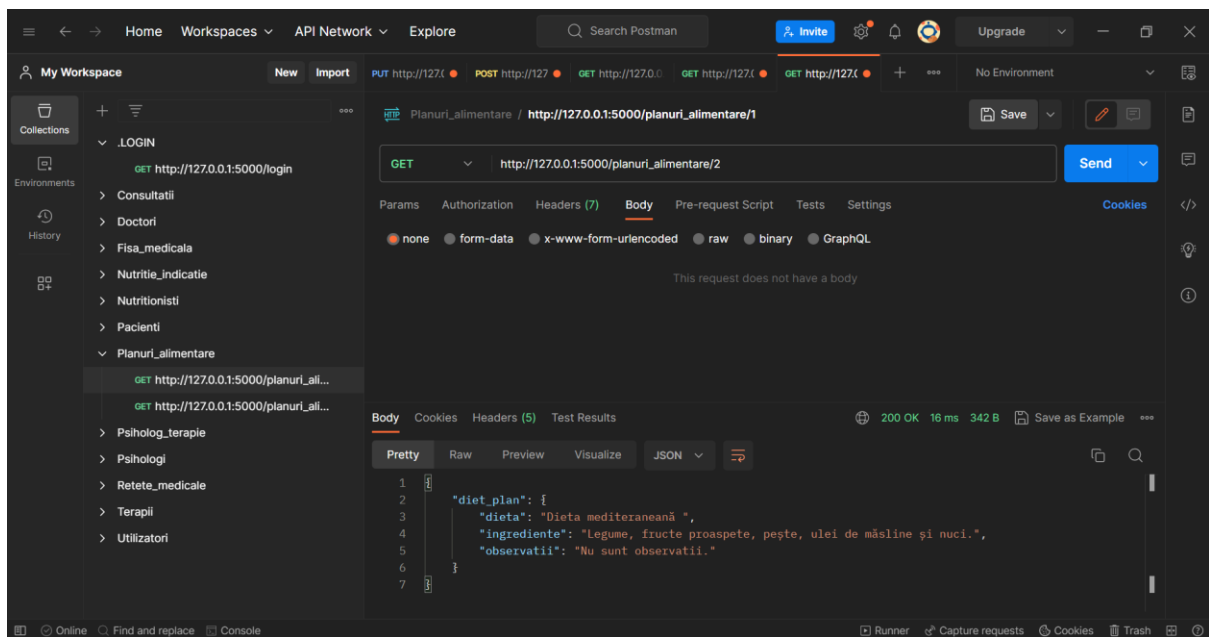 Home Workspaces API Network Explore Search Postman Invite Upgrade
My Workspace New Import PUT http://127.( POST http://127 GET http://127.0.0 GET http://127.( GET http://127.( No Environment
Collections
Environments
History
.LOGIN
GET http://127.0.0.1:5000/login
Consultatii
Doctori
Fisa_medicala
Nutritie_indicatie
Nutritionisti
Pacienti
Planuri_alimentare
GET http://127.0.0.1:5000/planuri_ali...
GET http://127.0.0.1:5000/planuri_ali...
Psiholog_terapie
Psihologi
Retete_medicale
Terapii
Utilizatori
HTTP Planuri_alimentare / http://127.0.0.1:5000/planuri_alimentare/1 Save
GET http://127.0.0.1:5000/planuri_alimentare/2 Send
Params Authorization Headers (7) Body Pre-request Script Tests Settings Cookies
none form-data x-www-form-urlencoded raw binary GraphQL
This request does not have a body
Body Cookies Headers (5) Test Results 200 OK 16 ms 342 B Save as Example
Pretty Raw Preview Visualize JSON
1 {
2 "diet_plan": {
3 "dieta": "Dieta mediteraneană ",
4 "ingrediente": "Legume, fructe proaspete, pește, ulei de măsline și nuci.",
5 "observatii": "Nu sunt observatii."
6 }
7 }
Online Find and replace Console Runner Capture requests Cookies Trash